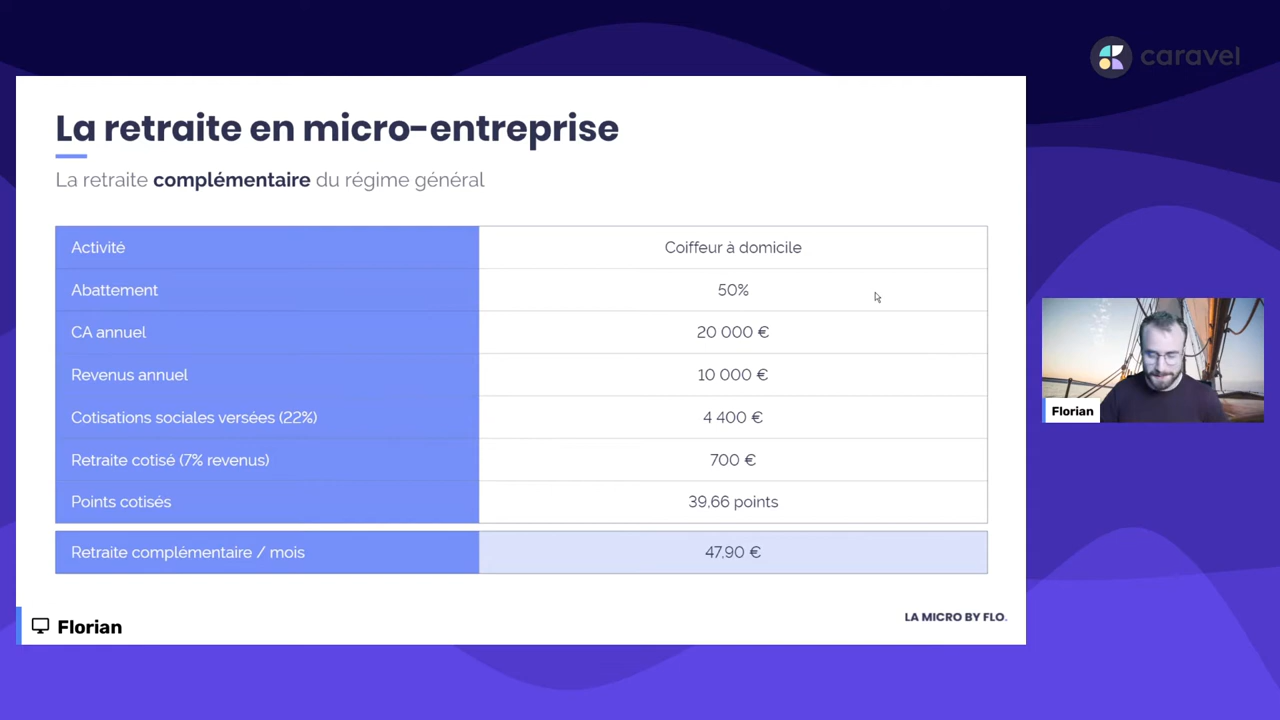 caravel
La retraite en micro-entreprise
La retraite complémentaire du régime général
Activité Coiffeur à domicile
Abattement 50%
CA annuel 20 000 €
Revenus annuel 10 000 €
Cotisations sociales versées (22%) 4 400 €
Retraite cotisé (7% revenus) 700 €
Points cotisés 39,66 points
Retraite complémentaire / mois 47,90 €
Florian
LA MICRO BY FLO.
Florian